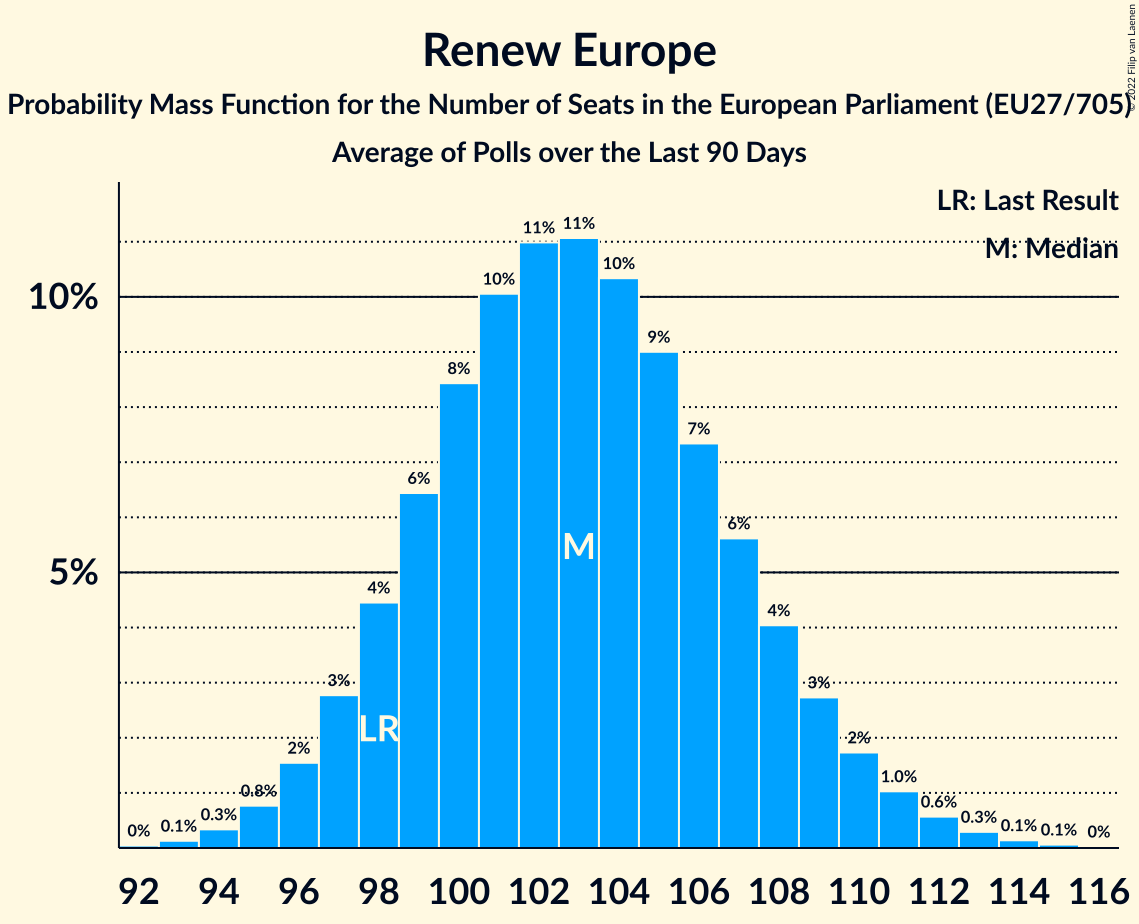 Renew Europe
Probability Mass Function for the Number of Seats in the European Parliament (EU27/705)
Average of Polls over the Last 90 Days
© 2022 Filip van Laenen
LR: Last Result
M: Median
10%
5%
0% 0.1% 0.3% 0.8% 2% 3% 4% 6% 8% 10% 11% 11% 10% 9% 7% 6% 4% 3% 2% 1.0% 0.6% 0.3% 0.1% 0.1% 0%
M
LR
92 94 96 98 100 102 104 106 108 110 112 114 116